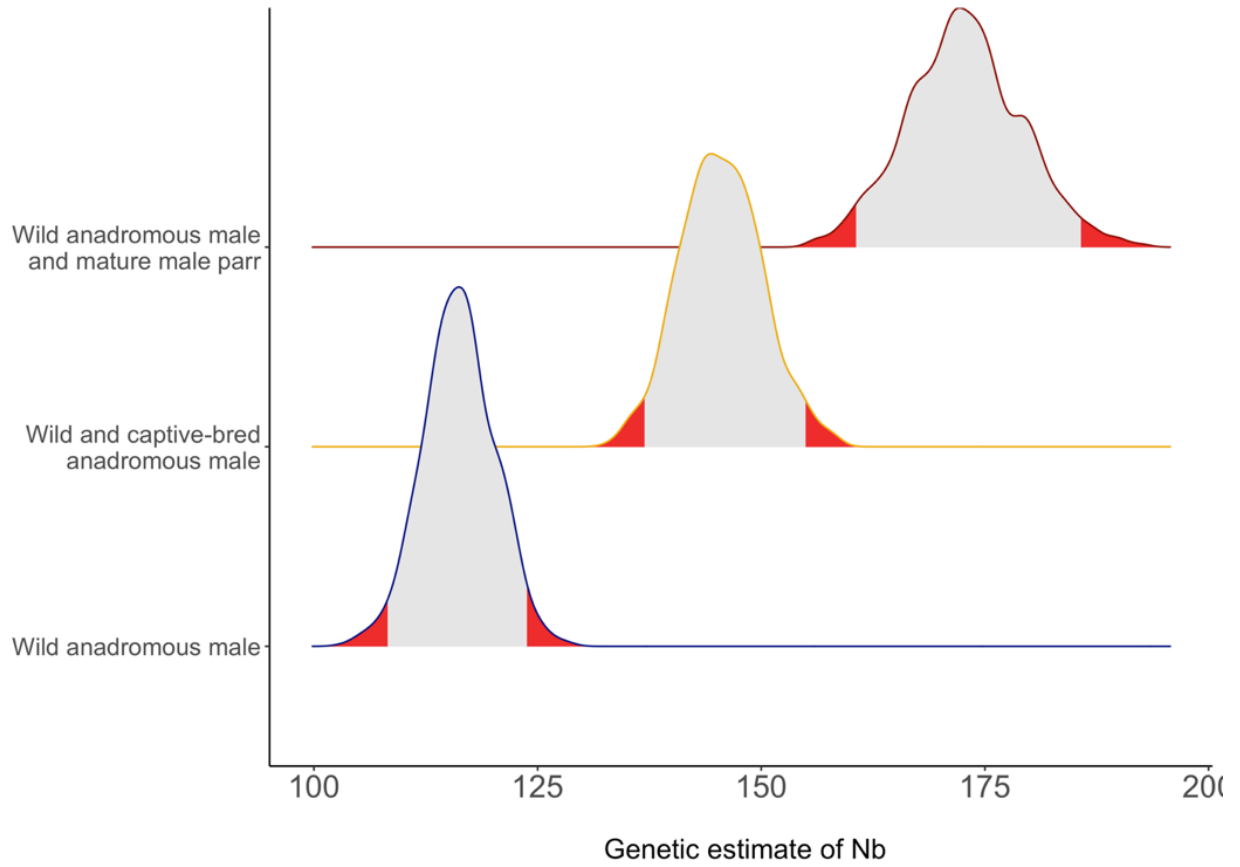 Wild anadromous male
and mature male parr
Wild and captive-bred
anadromous male
Wild anadromous male
100 125 150 175 200
Genetic estimate of Nb